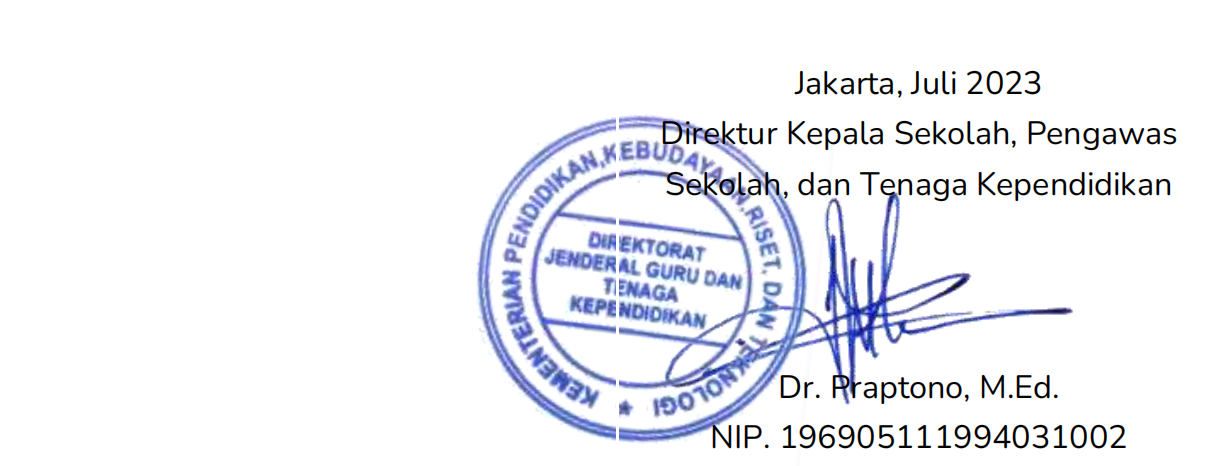 Jakarta, Juli 2023
Direktur Kepala Sekolah, Pengawas
Sekolah, dan Tenaga Kependidikan
KEMENTERIAN PENDIDIKAN,KEBUDAYAAN,RISET, DAN TEKNOLOGI
DIREKTORAT
JENDERAL GURU DAN
TENAGA
KEPENDIDIKAN
Dr. Praptono, M.Ed.
NIP. 196905111994031002